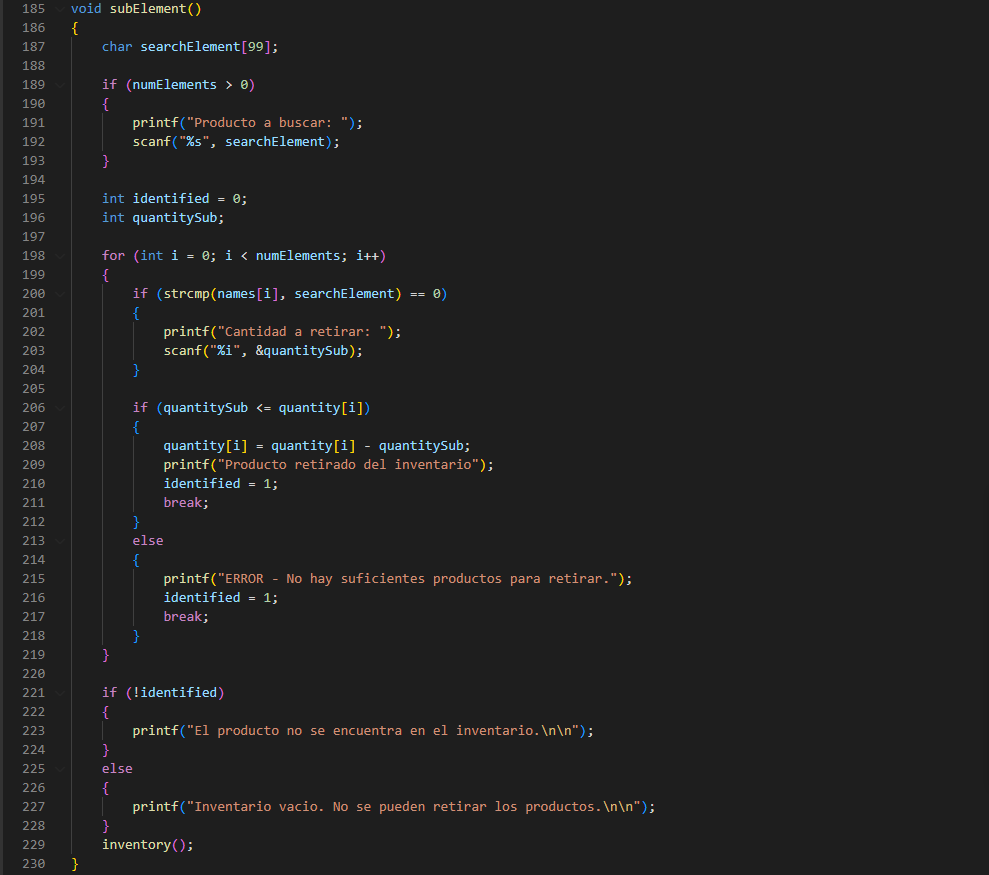 185 void subElement()
186 {
187     char searchElement[99];
188
189     if (numElements > 0)
190     {
191         printf("Producto a buscar: ");
192         scanf("%s", searchElement);
193     }
194
195     int identified = 0;
196     int quantitySub;
197
198     for (int i = 0; i < numElements; i++)
199     {
200         if (strcmp(names[i], searchElement) == 0)
201         {
202             printf("Cantidad a retirar: ");
203             scanf("%i", &quantitySub);
204         }
205
206         if (quantitySub <= quantity[i])
207         {
208             quantity[i] = quantity[i] - quantitySub;
209             printf("Producto retirado del inventario");
210             identified = 1;
211             break;
212         }
213         else
214         {
215             printf("ERROR - No hay suficientes productos para retirar.");
216             identified = 1;
217             break;
218         }
219     }
220
221     if (!identified)
222     {
223         printf("El producto no se encuentra en el inventario.\n\n");
224     }
225     else
226     {
227         printf("Inventario vacio. No se pueden retirar los productos.\n\n");
228     }
229     inventory();
230 }